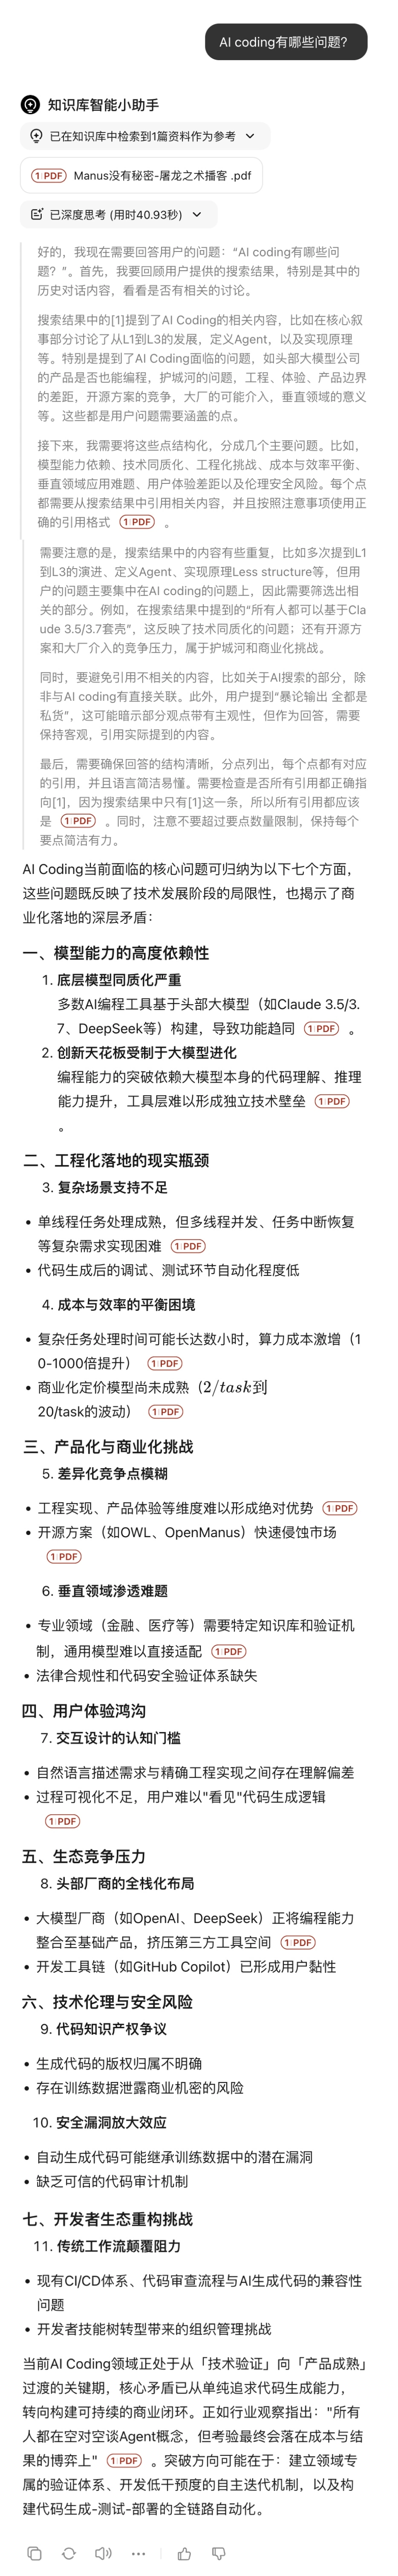 AI coding有哪些问题?
知识库智能小助手
已在知识库中检索到1篇资料作为参考
1 PDF Manus没有秘密-屠龙之术播客 .pdf
已深度思考 (用时40.93秒)
好的，我现在需要回答用户的问题：“AI coding有哪些问
题？”。首先，我要回顾用户提供的搜索结果，特别是其中的
历史对话内容，看看是否有相关的讨论。
搜索结果中的[1]提到了AI Coding的相关内容，比如在核心叙
事部分讨论了从L1到L3的发展，定义Agent，以及实现原理
等。特别是提到了AI Coding面临的问题，如头部大模型公司
的产品是否也能编程，护城河的问题，工程、体验、产品边界
的差距，开源方案的竞争，大厂的可能介入，垂直领域的意义
等。这些都是用户问题需要涵盖的点。
接下来，我需要将这些点结构化，分成几个主要问题。比如，
模型能力依赖、技术同质化、工程化挑战、成本与效率平衡、
垂直领域应用难题、用户体验差距以及伦理安全风险。每个点
都需要从搜索结果中引用相关内容，并且按照注意事项使用正
确的引用格式 1 PDF 。
需要注意的是，搜索结果中的内容有些重复，比如多次提到L1
到L3的演进、定义Agent、实现原理Less structure等，但用
户的问题主要集中在AI coding的问题上，因此需要筛选出相
关的部分。例如，在搜索结果中提到的“所有人都可以基于Cla
ude 3.5/3.7套壳”，这反映了技术同质化的问题；还有开源方
案和大厂介入的竞争压力，属于护城河和商业化挑战。
同时，要避免引用不相关的内容，比如关于AI搜索的部分，除
非与AI coding有直接关联。此外，用户提到“暴论输出 全都是
私货”，这可能暗示部分观点带有主观性，但作为回答，需要
保持客观，引用实际提到的内容。
最后，需要确保回答的结构清晰，分点列出，每个点都有对应
的引用，并且语言简洁易懂。需要检查是否所有引用都正确指
向[1]，因为搜索结果中只有[1]这一条，所以所有引用都应该
是 1 PDF 。同时，注意不要超过要点数量限制，保持每个
要点简洁有力。
AI Coding当前面临的核心问题可归纳为以下七个方面，
这些问题既反映了技术发展阶段的局限性，也揭示了商
业化落地的深层矛盾：
一、模型能力的高度依赖性
1. 底层模型同质化严重
多数AI编程工具基于头部大模型（如Claude 3.5/3.
7、DeepSeek等）构建，导致功能趋同 1 PDF 。
2. 创新天花板受制于大模型进化
编程能力的突破依赖大模型本身的代码理解、推理
能力提升，工具层难以形成独立技术壁垒 1 PDF
。
二、工程化落地的现实瓶颈
3. 复杂场景支持不足
• 单线程任务处理成熟，但多线程并发、任务中断恢复
等复杂需求实现困难 1 PDF
• 代码生成后的调试、测试环节自动化程度低
4. 成本与效率的平衡困境
• 复杂任务处理时间可能长达数小时，算力成本激增（1
0-1000倍提升） 1 PDF
• 商业化定价模型尚未成熟（2/task到
20/task的波动） 1 PDF
三、产品化与商业化挑战
5. 差异化竞争点模糊
• 工程实现、产品体验等维度难以形成绝对优势 1 PDF
• 开源方案（如OWL、OpenManus）快速侵蚀市场
1 PDF
6. 垂直领域渗透难题
• 专业领域（金融、医疗等）需要特定知识库和验证机
制，通用模型难以直接适配 1 PDF
• 法律合规性和代码安全验证体系缺失
四、用户体验鸿沟
7. 交互设计的认知门槛
• 自然语言描述需求与精确工程实现之间存在理解偏差
• 过程可视化不足，用户难以"看见"代码生成逻辑
1 PDF
五、生态竞争压力
8. 头部厂商的全栈化布局
• 大模型厂商（如OpenAI、DeepSeek）正将编程能力
整合至基础产品，挤压第三方工具空间 1 PDF
• 开发工具链（如GitHub Copilot）已形成用户黏性
六、技术伦理与安全风险
9. 代码知识产权争议
• 生成代码的版权归属不明确
• 存在训练数据泄露商业机密的风险
10. 安全漏洞放大效应
• 自动生成代码可能继承训练数据中的潜在漏洞
• 缺乏可信的代码审计机制
七、开发者生态重构挑战
11. 传统工作流颠覆阻力
• 现有CI/CD体系、代码审查流程与AI生成代码的兼容性
问题
• 开发者技能树转型带来的组织管理挑战
当前AI Coding领域正处于从「技术验证」向「产品成熟」
过渡的关键期，核心矛盾已从单纯追求代码生成能力，
转向构建可持续的商业闭环。正如行业观察指出："所有
人都在空对空谈Agent概念，但考验最终会落在成本与结
果的博弈上" 1 PDF 。突破方向可能在于：建立领域专
属的验证体系、开发低干预度的自主迭代机制，以及构
建代码生成-测试-部署的全链路自动化。